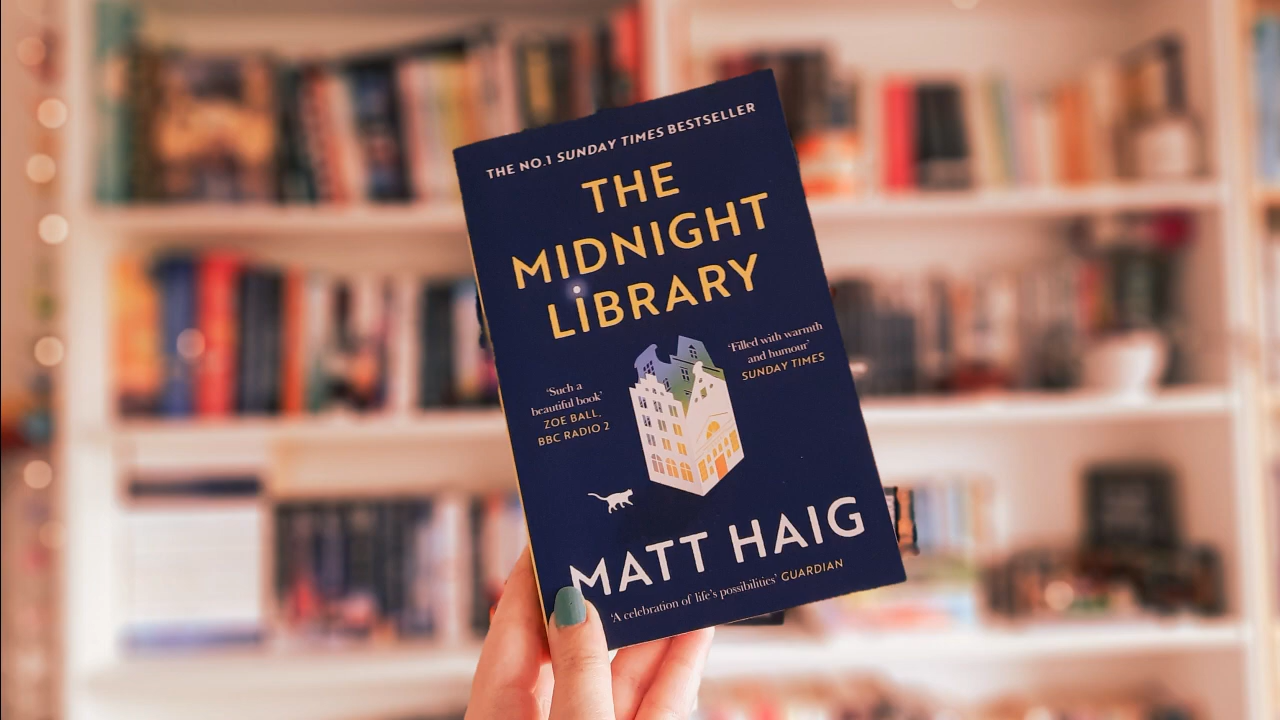 THE NO.1 SUNDAY TIMES BESTSELLER
THE
MIDNIGHT
LIBRARY
'Filled with warmth
and humour'
SUNDAY TIMES
'Such a
beautiful book'
ZOE BALL,
BBC RADIO 2
MATT HAIG
'A celebration of life's possibilities' GUARDIAN